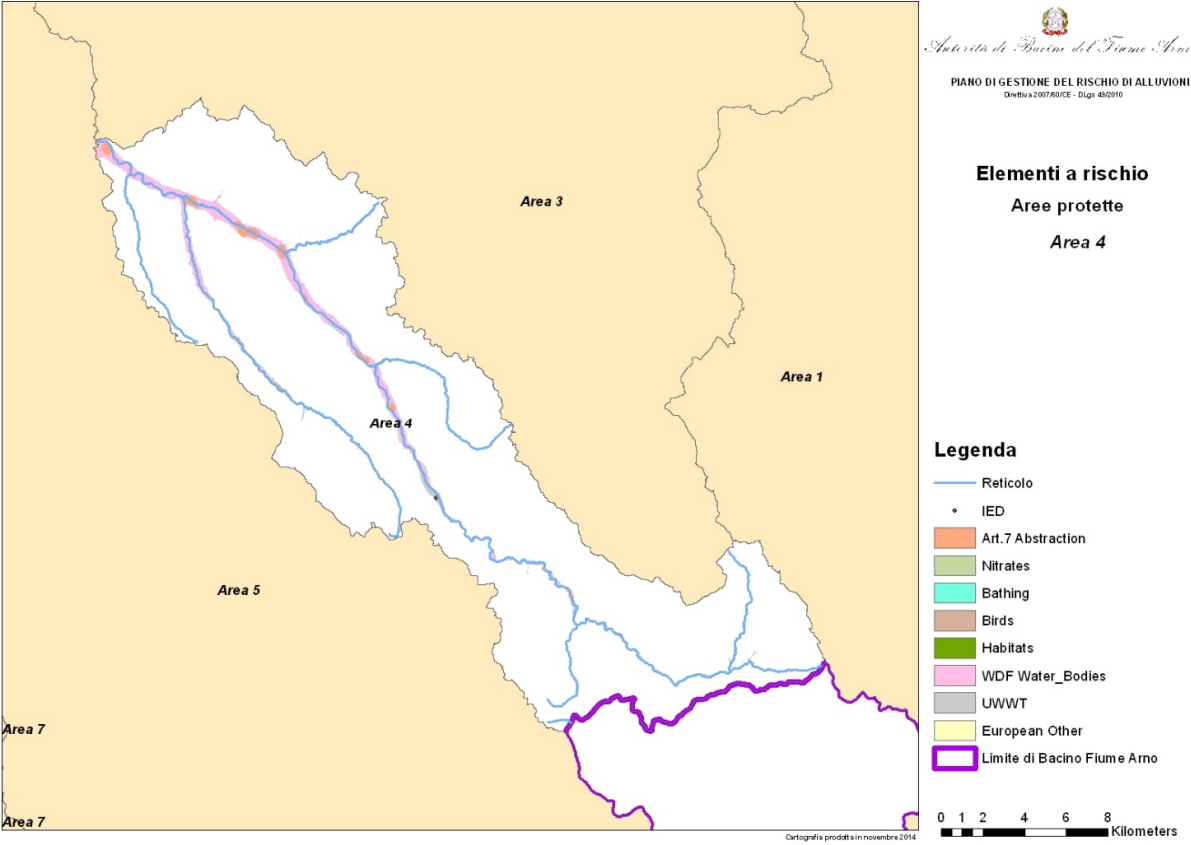 Autorità di Bacino del Fiume Arno
PIANO DI GESTIONE DEL RISCHIO DI ALLUVIONI
Direttiva 2007/60/CE - DLgs 49/2010
Elementi a rischio
Aree protette
Area 4
Area 3
Area 1
Area 4
Area 5
Area 7
Area 7
Legenda
Reticolo
IED
Art.7 Abstraction
Nitrates
Bathing
Birds
Habitats
WDF Water_Bodies
UWWT
European Other
Limite di Bacino Fiume Arno
0 1 2 4 6 8
Kilometers
Cartografia prodotta in novembre 2014